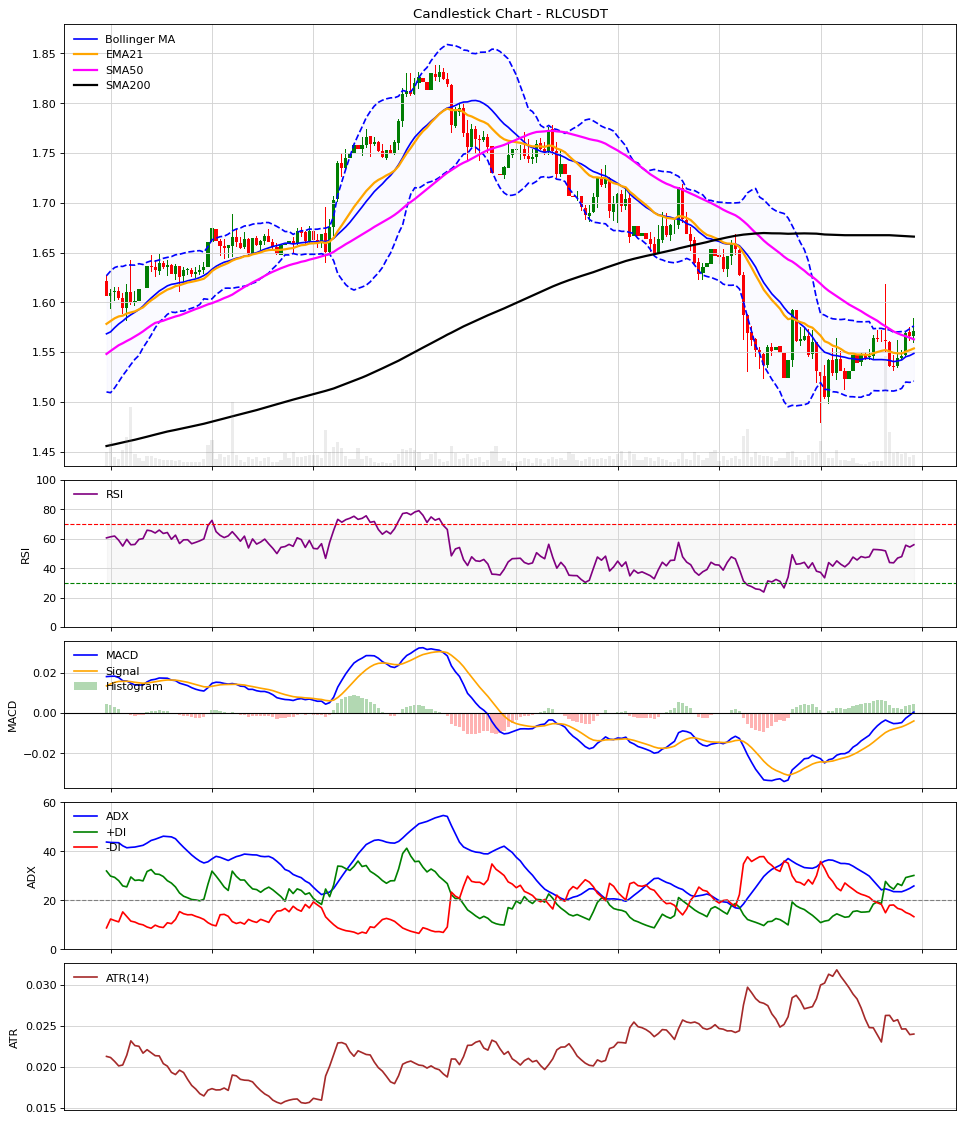 Candlestick Chart - RLCUSDT
Bollinger MA
EMA21
SMA50
SMA200
1.85
1.80
1.75
1.70
1.65
1.60
1.55
1.50
1.45
RSI
RSI
100
80
60
40
20
0
MACD
Signal
Histogram
MACD
0.02
0.00
−0.02
ADX
+DI
-DI
ADX
60
40
20
0
ATR(14)
ATR
0.030
0.025
0.020
0.015